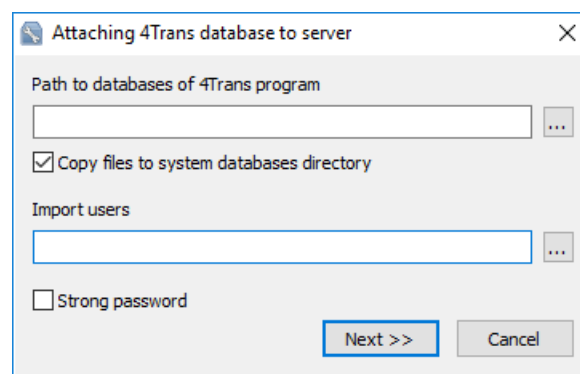 Attaching 4Trans database to server
Path to databases of 4Trans program
...
Copy files to system databases directory
Import users
...
Strong password
Next >> Cancel